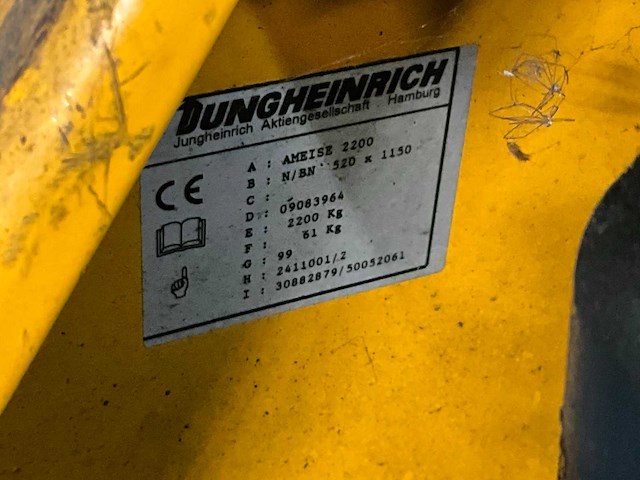 JUNGHEINRICH
Jungheinrich Aktiengesellschaft Hamburg
A : AMEISE 2200
B : N/BN 520 x 1150
C :
D : 09083964
E : 2200 Kg
F : 61 Kg
G : 99
H : 2411001/2
I : 30882879/50052061
CE